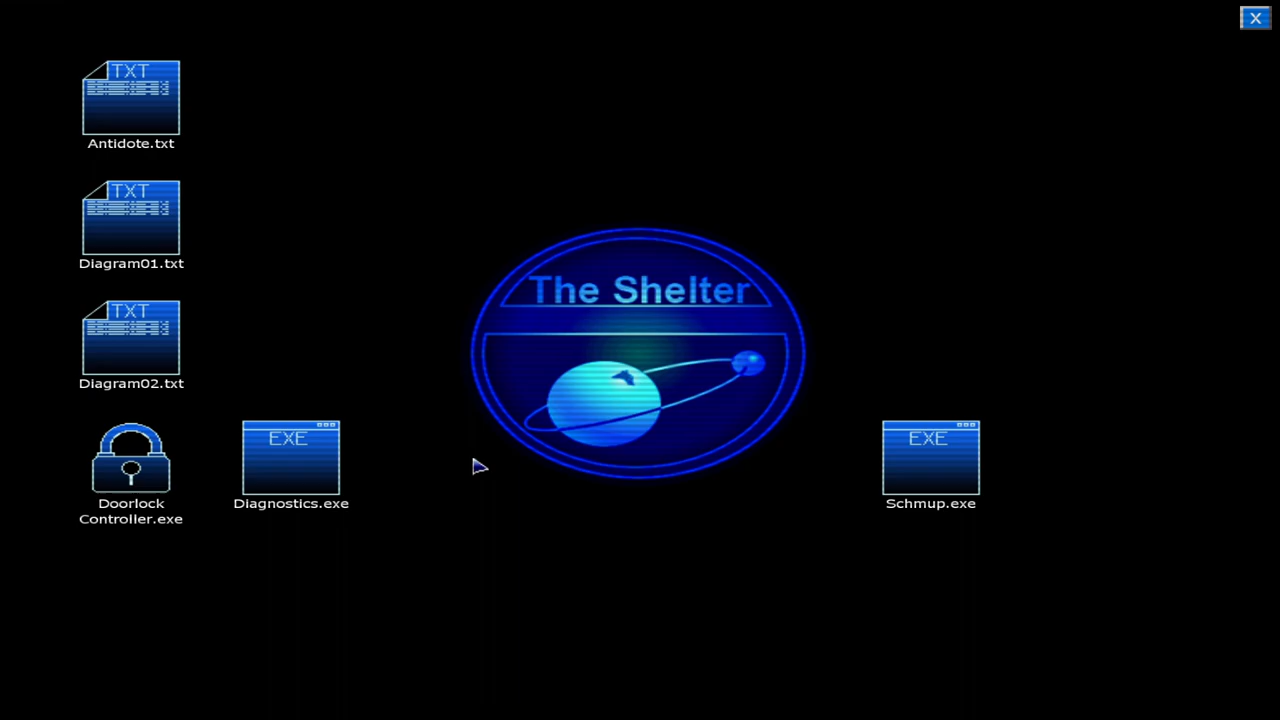 X
TXT
Antidote.txt
TXT
Diagram01.txt
TXT
Diagram02.txt
The Shelter
Doorlock
Controller.exe
EXE
Diagnostics.exe
EXE
Schmup.exe